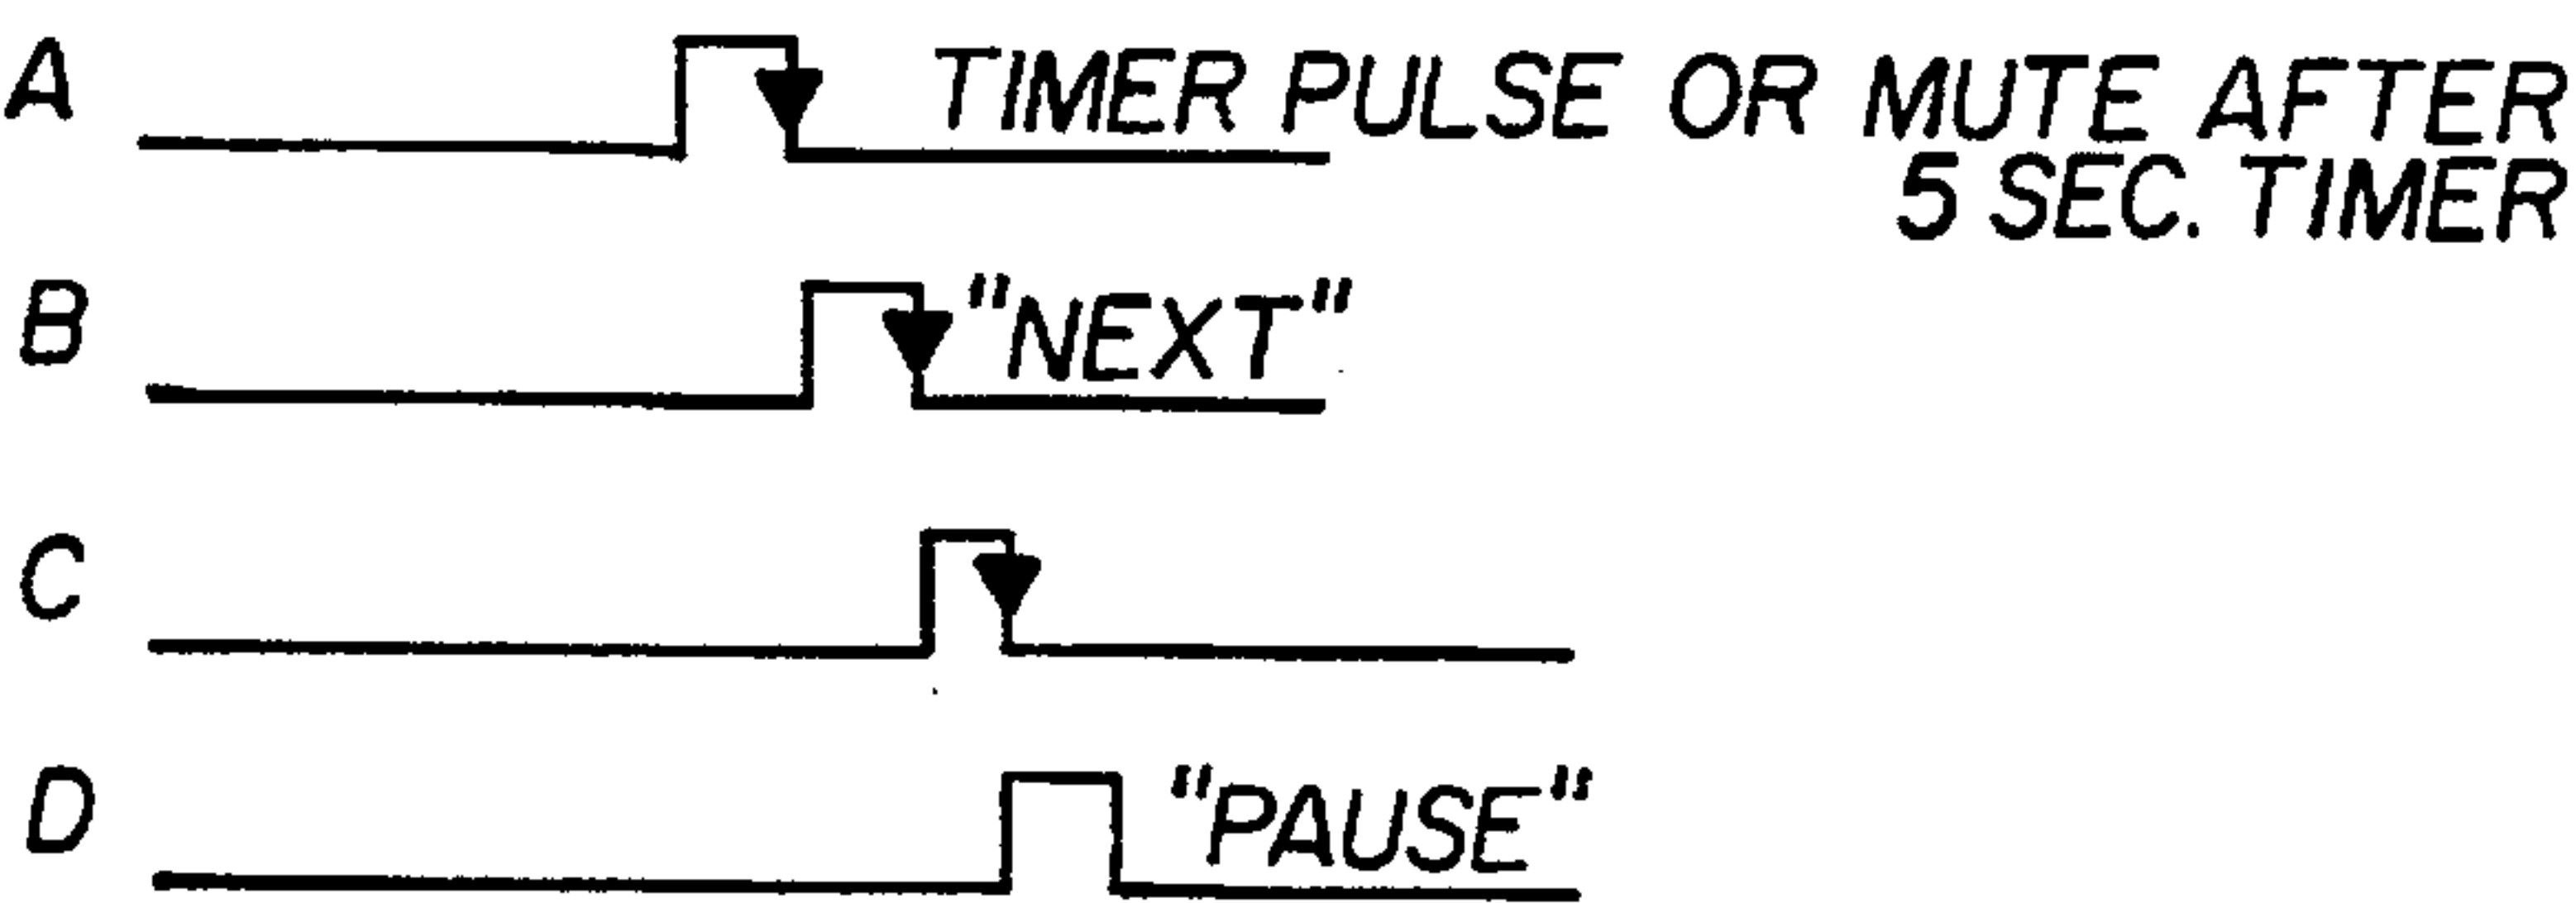 A TIMER PULSE OR MUTE AFTER
5 SEC. TIMER
B "NEXT"
C
D "PAUSE"